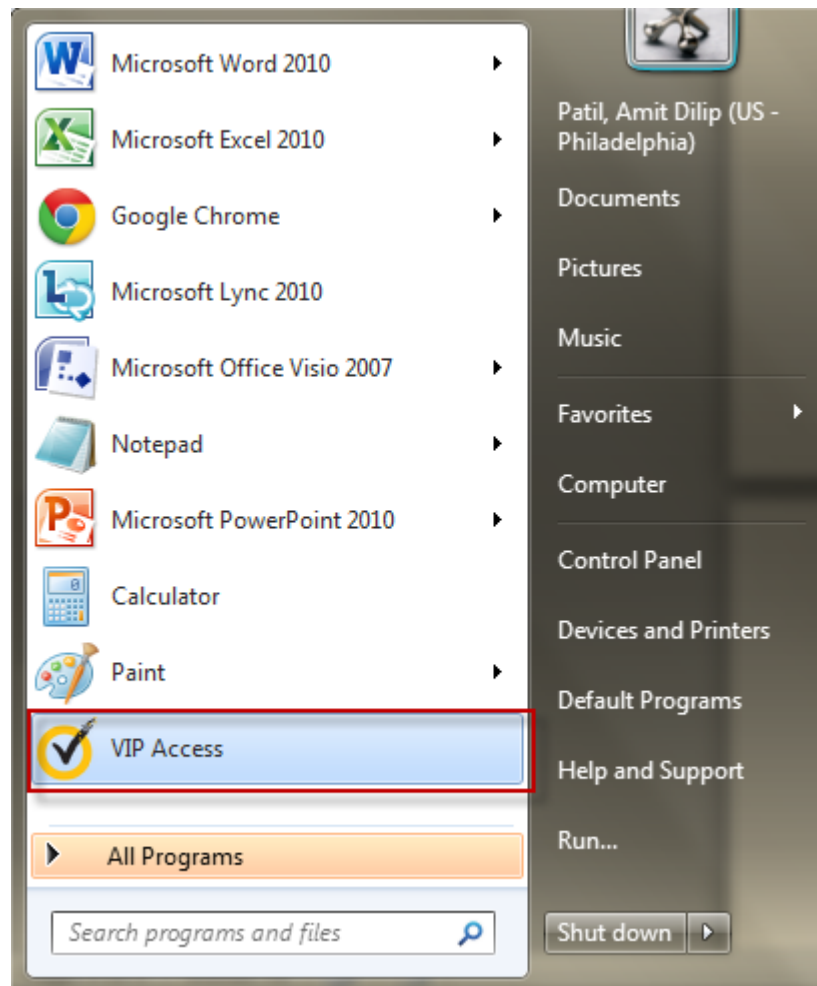 Microsoft Word 2010
Microsoft Excel 2010
Google Chrome
Microsoft Lync 2010
Microsoft Office Visio 2007
Notepad
Microsoft PowerPoint 2010
Calculator
Paint
VIP Access
All Programs
Search programs and files
Patil, Amit Dilip (US -
Philadelphia)
Documents
Pictures
Music
Favorites
Computer
Control Panel
Devices and Printers
Default Programs
Help and Support
Run...
Shut down